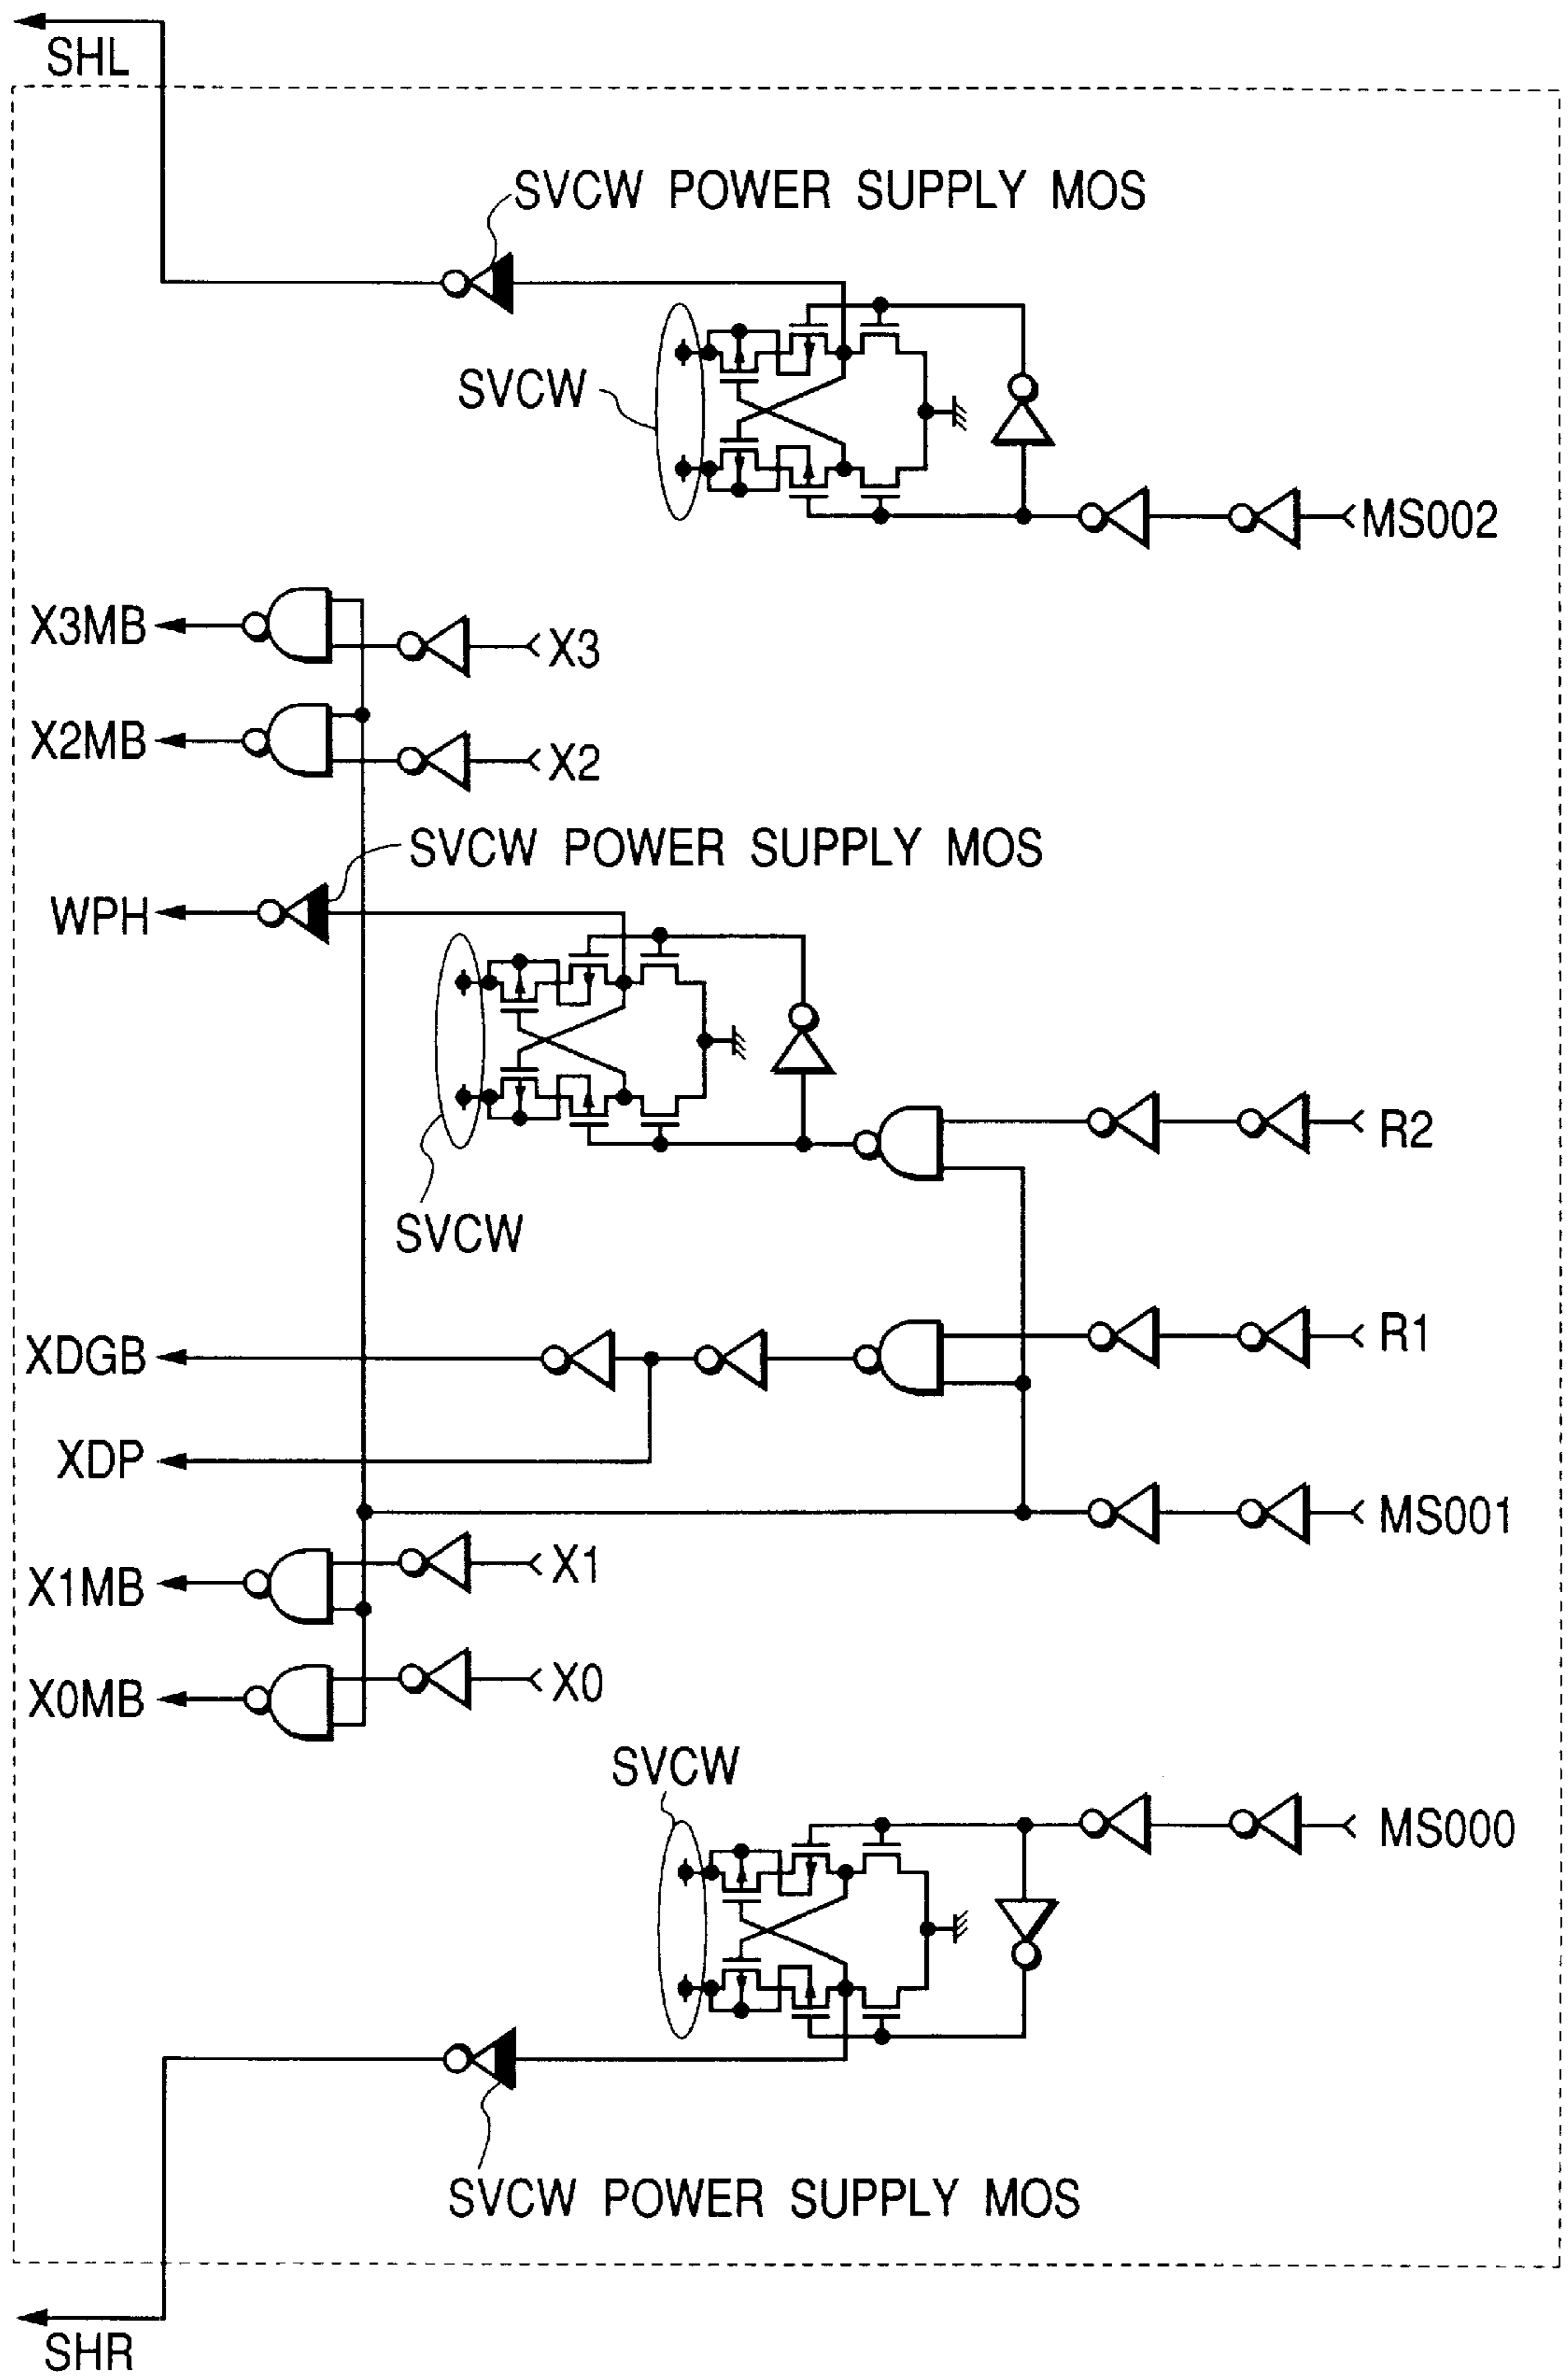 SHL
SVCW POWER SUPPLY MOS
SVCW
MS002
X3MB
X3
X2MB
X2
SVCW POWER SUPPLY MOS
WPH
R2
SVCW
R1
XDGB
XDP
MS001
X1
X1MB
X0
X0MB
SVCW
MS000
SVCW POWER SUPPLY MOS
SHR